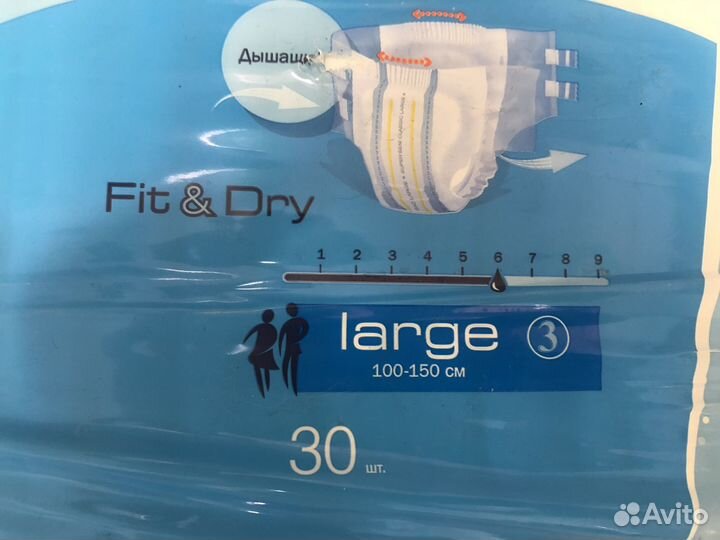 Fit & Dry
1 2 3 4 5 6 7 8 9
large 3
100-150 см
30 шт.
Avito